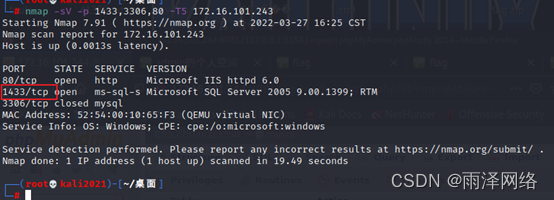 (root💀kali2021)-[~/桌面]
# nmap -sV -p 1433,3306,80 -T5 172.16.101.243
Starting Nmap 7.91 ( https://nmap.org ) at 2022-03-27 16:25 CST
Nmap scan report for 172.16.101.243
Host is up (0.0013s latency).
PORT STATE SERVICE VERSION
80/tcp open http Microsoft IIS httpd 6.0
1433/tcp open ms-sql-s Microsoft SQL Server 2005 9.00.1399; RTM
3306/tcp closed mysql
MAC Address: 52:54:00:10:65:F3 (QEMU virtual NIC)
Service Info: OS: Windows; CPE: cpe:/o:microsoft:windows
Service detection performed. Please report any incorrect results at https://nmap.org/submit/ .
Nmap done: 1 IP address (1 host up) scanned in 19.49 seconds
(root💀kali2021)-[~/桌面]
#
CSDN @雨泽网络